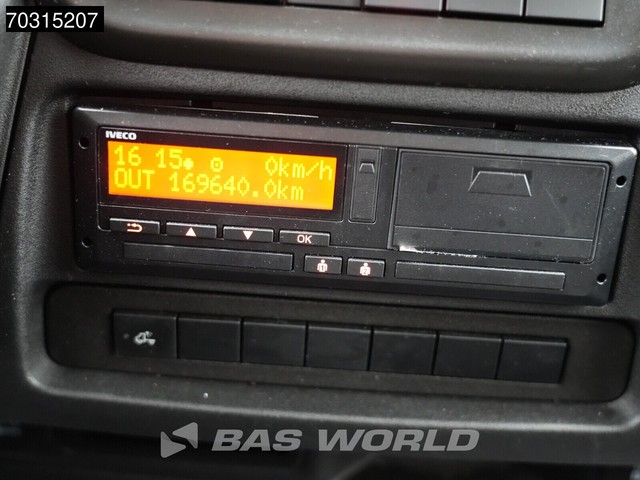 70315207
IVECO
16 15● 0km/h
OUT 169640.0km
OK
BAS WORLD